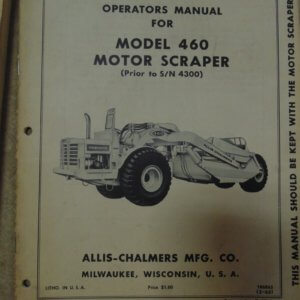 OPERATORS MANUAL
FOR
MODEL 460
MOTOR SCRAPER
(Prior to S/N 4300)
ALLIS-CHALMERS MFG. CO.
MILWAUKEE, WISCONSIN, U. S. A.
LITHO. IN U. S. A.
Price $1.00
THIS MANUAL SHOULD BE KEPT WITH THE MOTOR SCRAPER